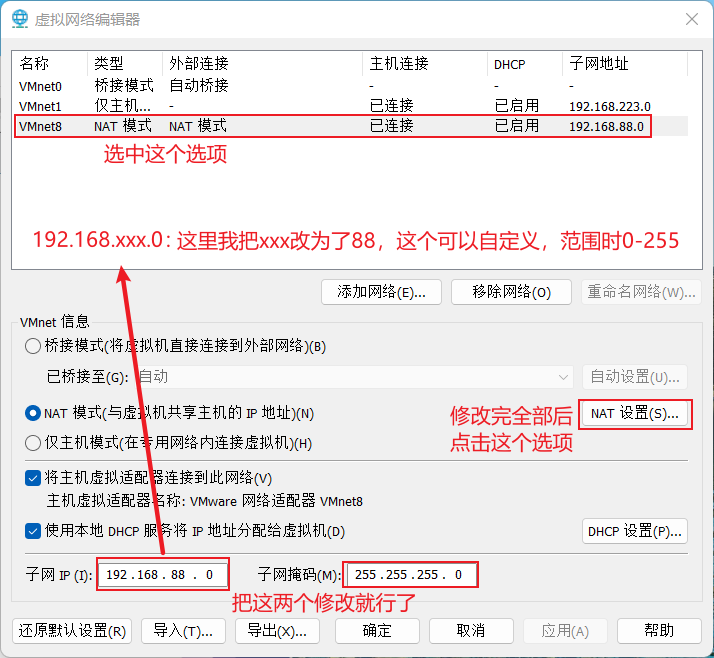 虚拟网络编辑器
名称 类型 外部连接 主机连接 DHCP 子网地址
VMnet0 桥接模式 自动桥接 - - -
VMnet1 仅主机... - 已连接 已启用 192.168.223.0
VMnet8 NAT 模式 NAT 模式 已连接 已启用 192.168.88.0
选中这个选项
192.168.xxx.0 : 这里我把xxx改为了88，这个可以自定义，范围时0-255
添加网络(E)... 移除网络(O) 重命名网络(W)...
VMnet 信息
桥接模式(将虚拟机直接连接到外部网络)(B)
已桥接至(G): 自动 自动设置(U)...
NAT 模式(与虚拟机共享主机的 IP 地址)(N) 修改完全部后 NAT 设置(S)...
点击这个选项
仅主机模式(在专用网络内连接虚拟机)(H)
将主机虚拟适配器连接到此网络(V)
主机虚拟适配器名称: VMware 网络适配器 VMnet8
使用本地 DHCP 服务将 IP 地址分配给虚拟机(D) DHCP 设置(P)...
子网 IP (I): 192.168. 88 . 0 子网掩码(M): 255.255.255. 0
把这两个修改就行了
还原默认设置(R) 导入(T)... 导出(X)... 确定 取消 应用(A) 帮助